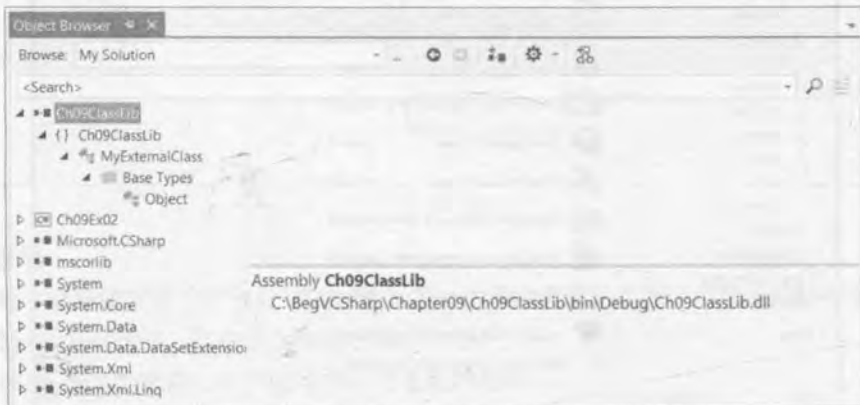 Object Browser
Browse: My Solution
<Search>
Ch09ClassLib
{ } Ch09ClassLib
MyExternalClass
Base Types
Object
C# Ch09Ex02
Microsoft.CSharp
mscorlib
System
System.Core
System.Data
System.Data.DataSetExtension
System.Xml
System.Xml.Linq
Assembly Ch09ClassLib
C:\BegVCSharp\Chapter09\Ch09ClassLib\bin\Debug\Ch09ClassLib.dll